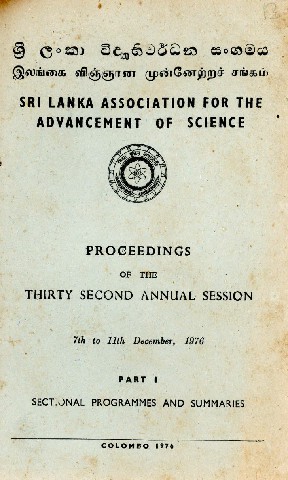 ශ්‍රී ලංකා විද්‍යාභිවර්ධන සංගමය
இலங்கை விஞ்ஞான முன்னேற்றச் சங்கம்
SRI LANKA ASSOCIATION FOR THE
ADVANCEMENT OF SCIENCE
PROCEEDINGS
OF THE
THIRTY SECOND ANNUAL SESSION
7th to 11th December, 1976
PART I
SECTIONAL PROGRAMMES AND SUMMARIES
COLOMBO 1976